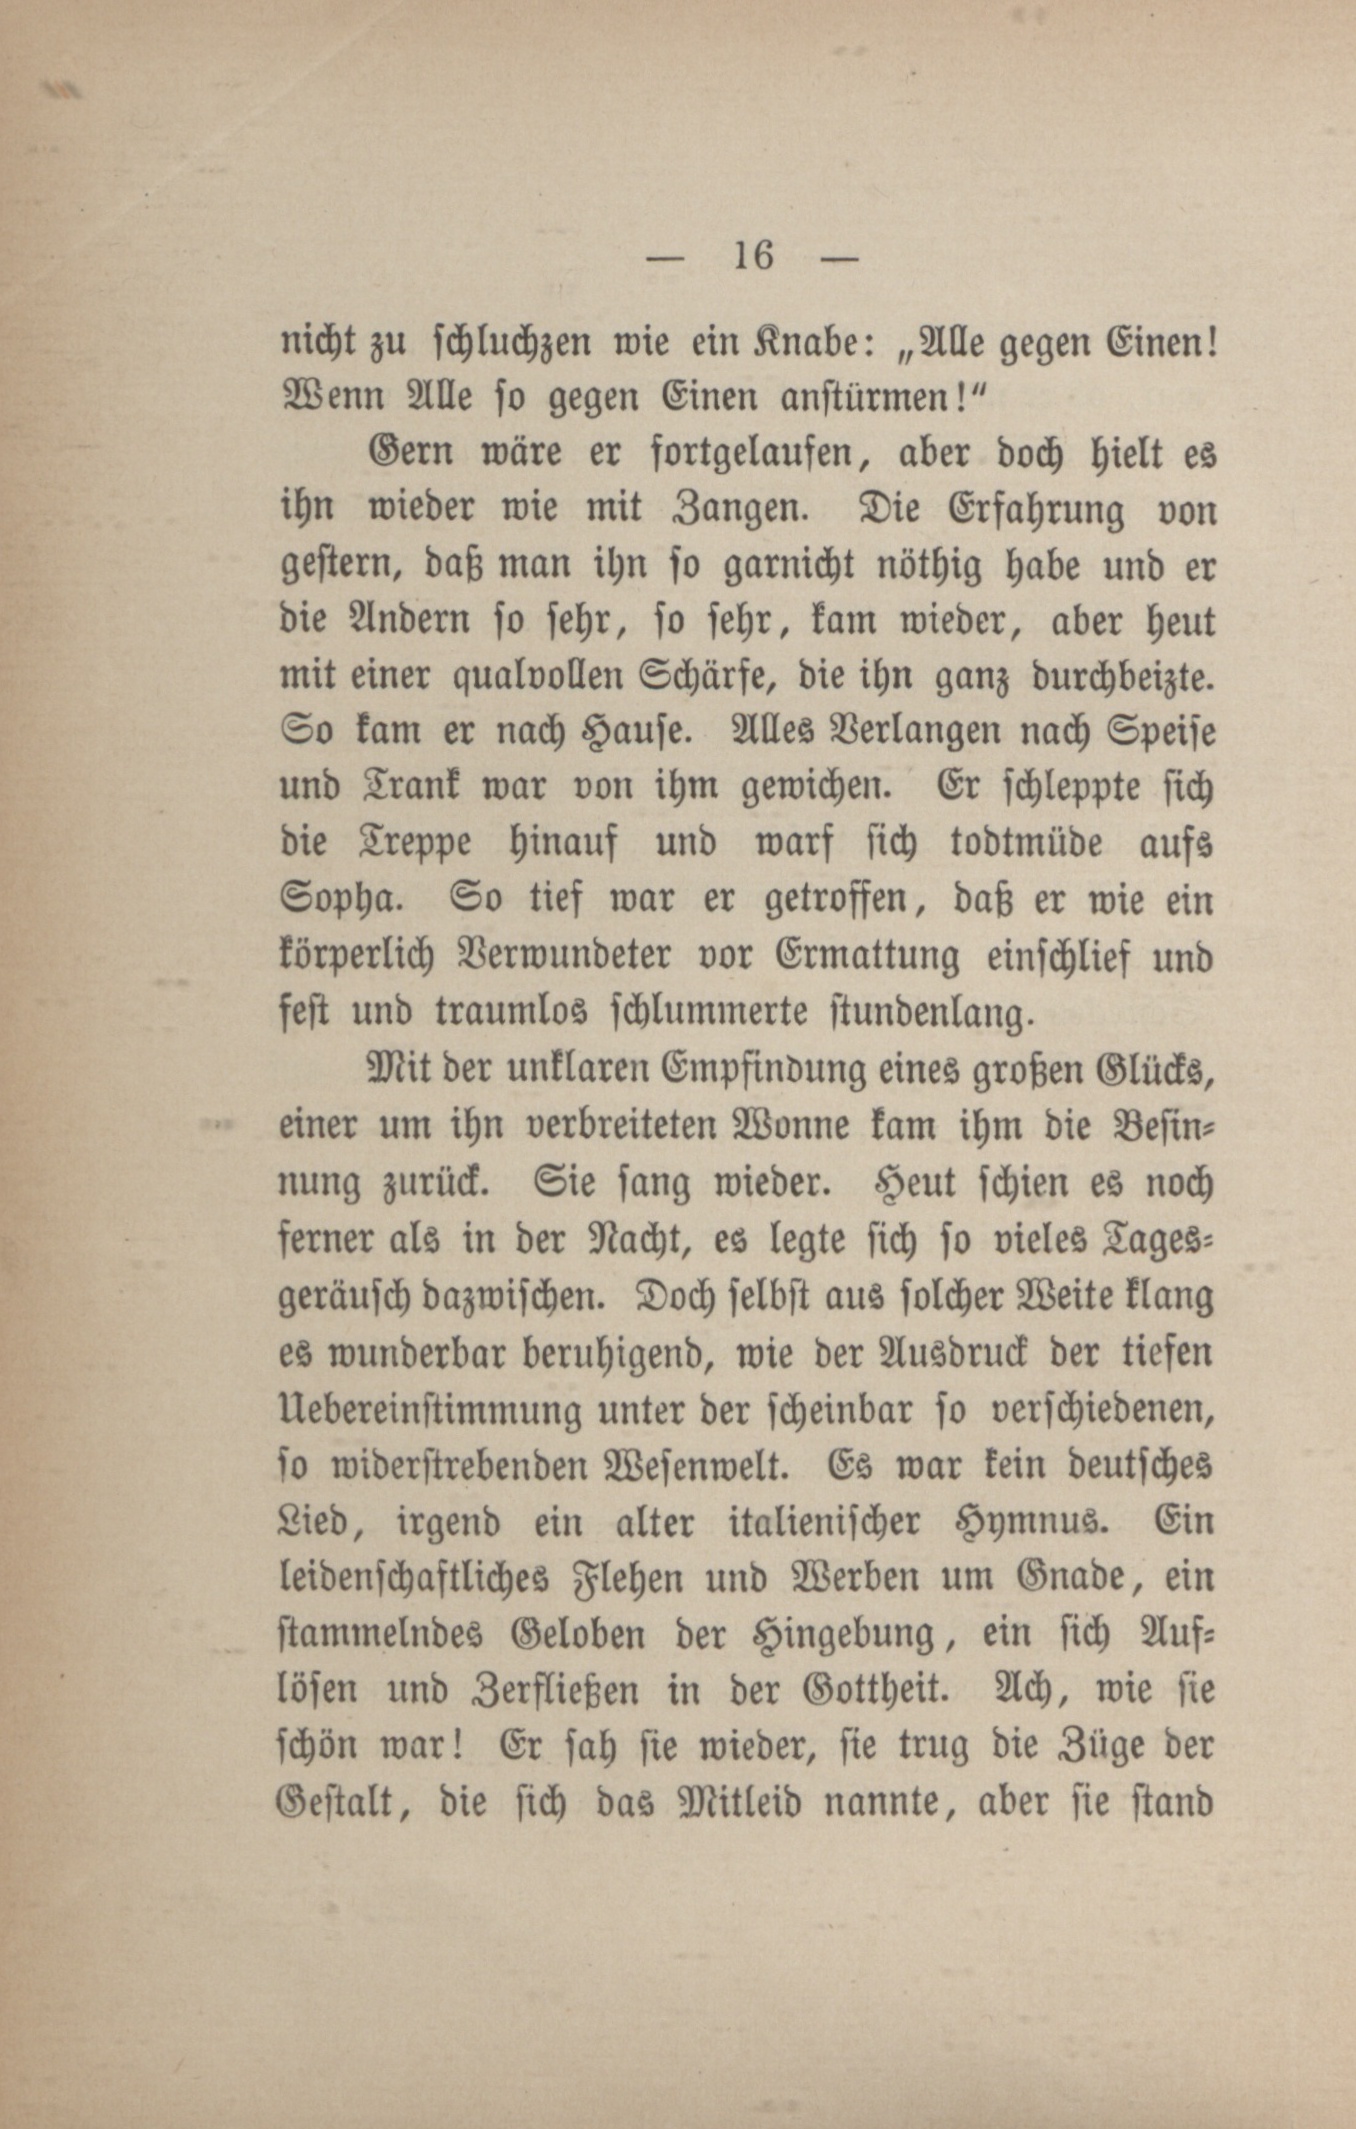 — 16 —
nicht zu schluchzen wie ein Knabe: „Alle gegen Einen!
Wenn Alle so gegen Einen anstürmen!“
Gern wäre er fortgelaufen, aber doch hielt es
ihn wieder wie mit Zangen. Die Erfahrung von
gestern, daß man ihn so garnicht nöthig habe und er
die Andern so sehr, so sehr, kam wieder, aber heut
mit einer qualvollen Schärfe, die ihn ganz durchbeizte.
So kam er nach Hause. Alles Verlangen nach Speise
und Trank war von ihm gewichen. Er schleppte sich
die Treppe hinauf und warf sich todtmüde aufs
Sopha. So tief war er getroffen, daß er wie ein
körperlich Verwundeter vor Ermattung einschlief und
fest und traumlos schlummerte stundenlang.
Mit der unklaren Empfindung eines großen Glücks,
einer um ihn verbreiteten Wonne kam ihm die Besin-
nung zurück. Sie sang wieder. Heut schien es noch
ferner als in der Nacht, es legte sich so vieles Tages-
geräusch dazwischen. Doch selbst aus solcher Weite klang
es wunderbar beruhigend, wie der Ausdruck der tiefen
Uebereinstimmung unter der scheinbar so verschiedenen,
so widerstrebenden Wesenwelt. Es war kein deutsches
Lied, irgend ein alter italienischer Hymnus. Ein
leidenschaftliches Flehen und Werben um Gnade, ein
stammelndes Geloben der Hingebung, ein sich Auf-
lösen und Zerfließen in der Gottheit. Ach, wie sie
schön war! Er sah sie wieder, sie trug die Züge der
Gestalt, die sich das Mitleid nannte, aber sie stand